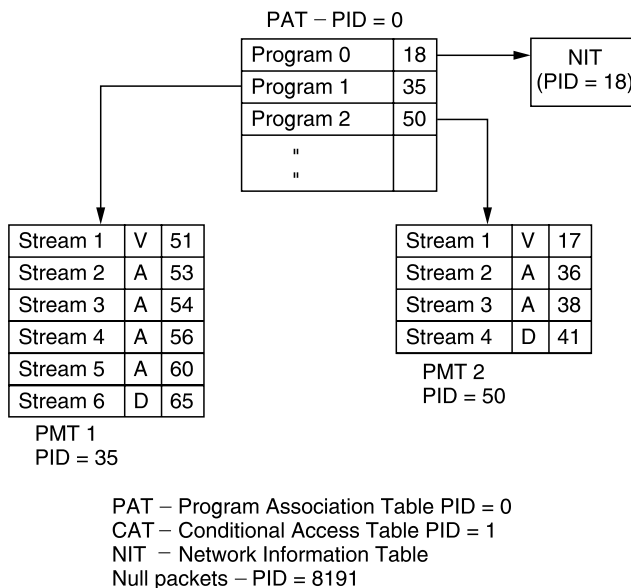 PAT – PID = 0
Program 0 18
Program 1 35
Program 2 50
"
"
NIT
(PID = 18)
Stream 1 V 51
Stream 2 A 53
Stream 3 A 54
Stream 4 A 56
Stream 5 A 60
Stream 6 D 65
PMT 1
PID = 35
Stream 1 V 17
Stream 2 A 36
Stream 3 A 38
Stream 4 D 41
PMT 2
PID = 50
PAT – Program Association Table PID = 0
CAT – Conditional Access Table PID = 1
NIT – Network Information Table
Null packets – PID = 8191